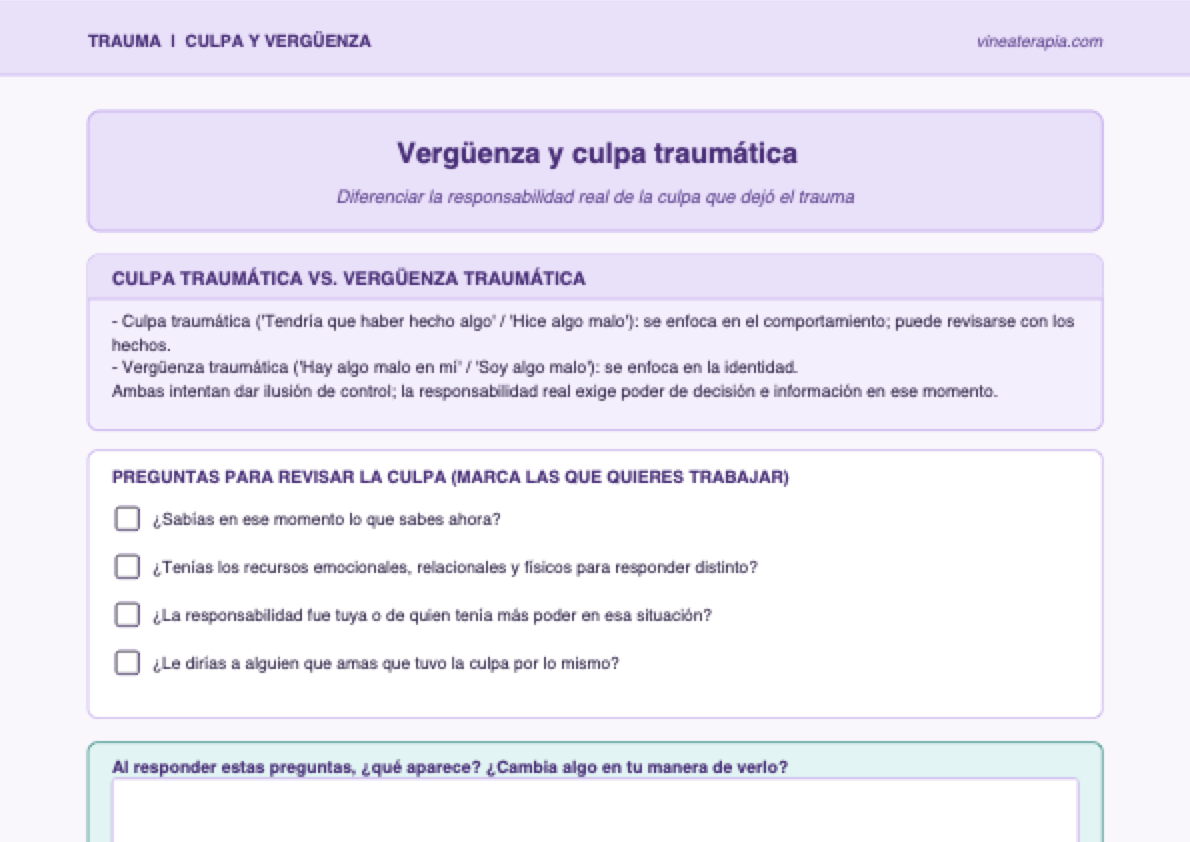 TRAUMA | CULPA Y VERGÜENZA
vineaterapia.com
Vergüenza y culpa traumática
Diferenciar la responsabilidad real de la culpa que dejó el trauma
CULPA TRAUMÁTICA VS. VERGÜENZA TRAUMÁTICA
- Culpa traumática ('Tendría que haber hecho algo' / 'Hice algo malo'): se enfoca en el comportamiento; puede revisarse con los
hechos.
- Vergüenza traumática ('Hay algo malo en mí' / 'Soy algo malo'): se enfoca en la identidad.
Ambas intentan dar ilusión de control; la responsabilidad real exige poder de decisión e información en ese momento.
PREGUNTAS PARA REVISAR LA CULPA (MARCA LAS QUE QUIERES TRABAJAR)
¿Sabías en ese momento lo que sabes ahora?
¿Tenías los recursos emocionales, relacionales y físicos para responder distinto?
¿La responsabilidad fue tuya o de quien tenía más poder en esa situación?
¿Le dirías a alguien que amas que tuvo la culpa por lo mismo?
Al responder estas preguntas, ¿qué aparece? ¿Cambia algo en tu manera de verlo?